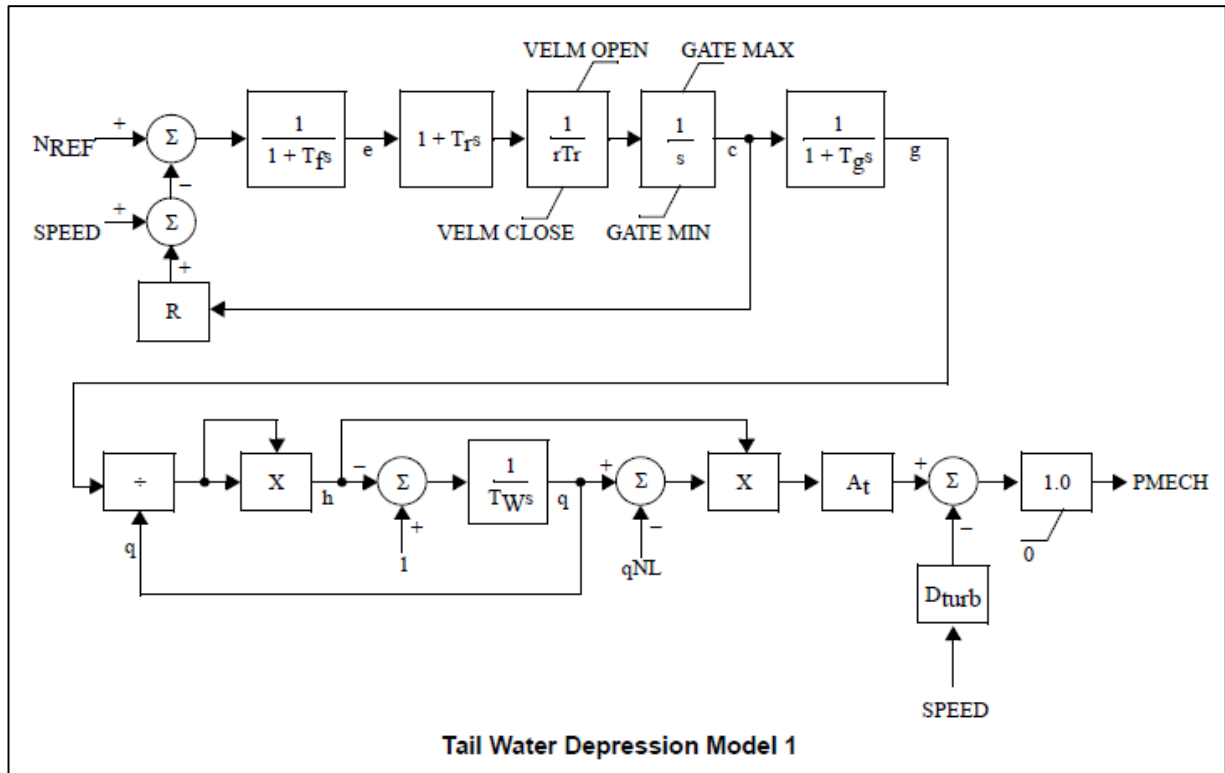 VELM OPEN
GATE MAX
NREF
+
Σ
−
1
1 + Tfs
e
1 + Trs
1
rTr
1
s
c
1
1 + Tgs
g
SPEED
+
Σ
+
VELM CLOSE
GATE MIN
R
÷
X
h
−
Σ
+
1
1
TWs
q
+
Σ
−
qNL
X
At
+
Σ
−
1.0
0
PMECH
q
Dturb
SPEED
Tail Water Depression Model 1